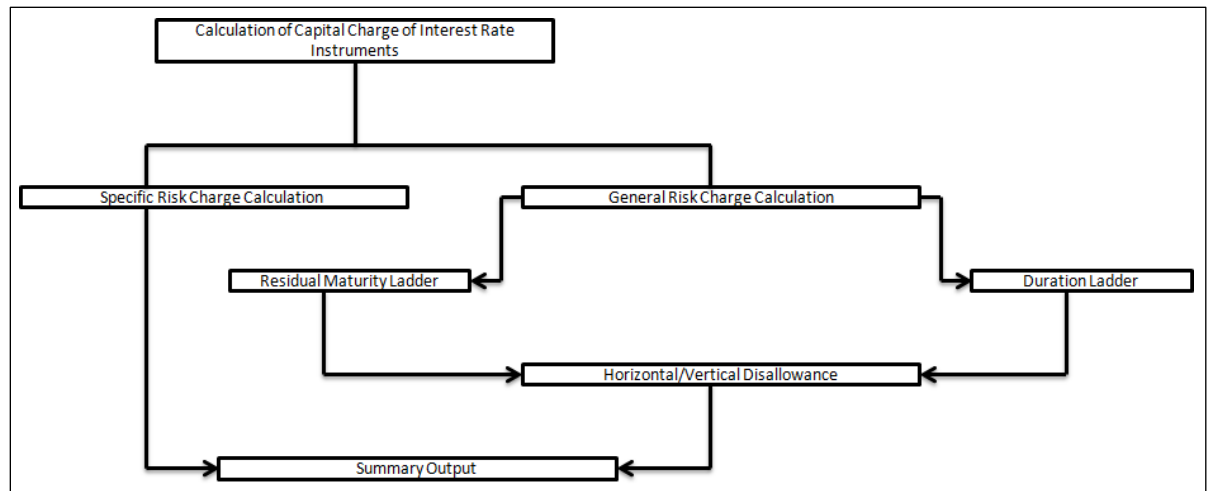 Calculation of Capital Charge of Interest Rate
Instruments
Specific Risk Charge Calculation
General Risk Charge Calculation
Residual Maturity Ladder
Duration Ladder
Horizontal/Vertical Disallowance
Summary Output